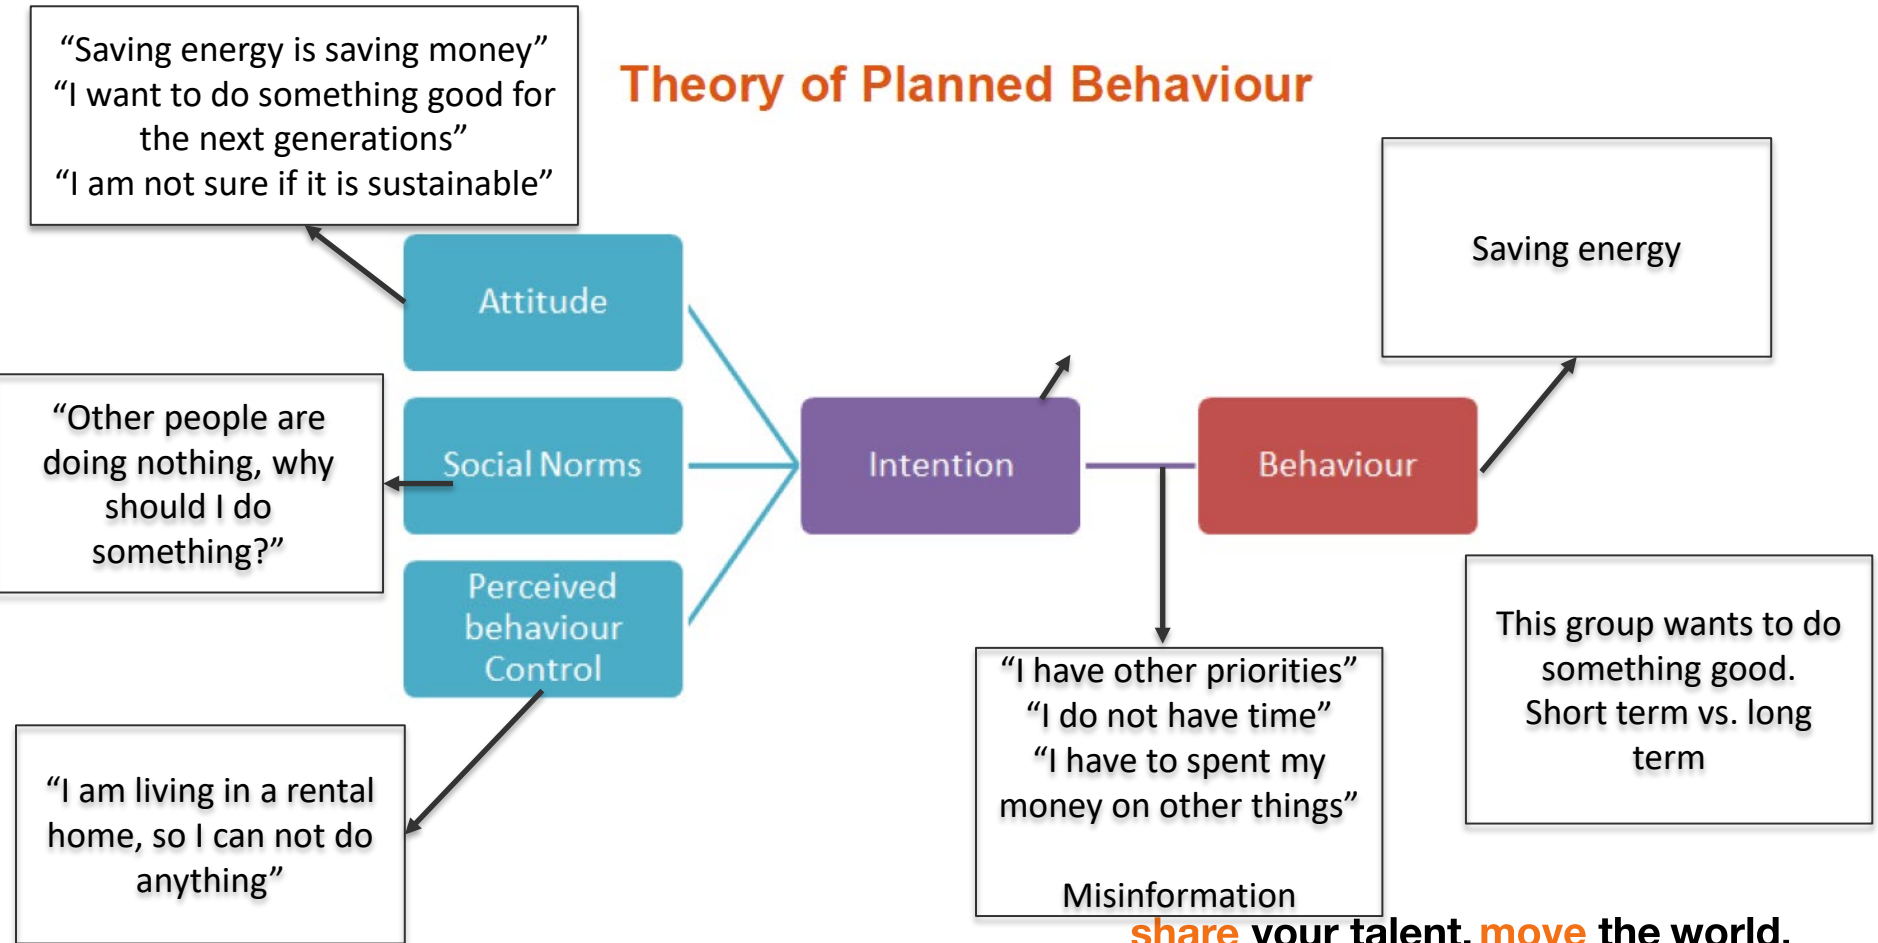 “Saving energy is saving money”
“I want to do something good for
the next generations”
“I am not sure if it is sustainable”
Theory of Planned Behaviour
Saving energy
Attitude
“Other people are
doing nothing, why
should I do
something?”
Social Norms
Intention
Behaviour
Perceived
behaviour
Control
“I am living in a rental
home, so I can not do
anything”
“I have other priorities”
“I do not have time”
“I have to spent my
money on other things”
Misinformation
This group wants to do
something good.
Short term vs. long
term
share your talent. move the world.